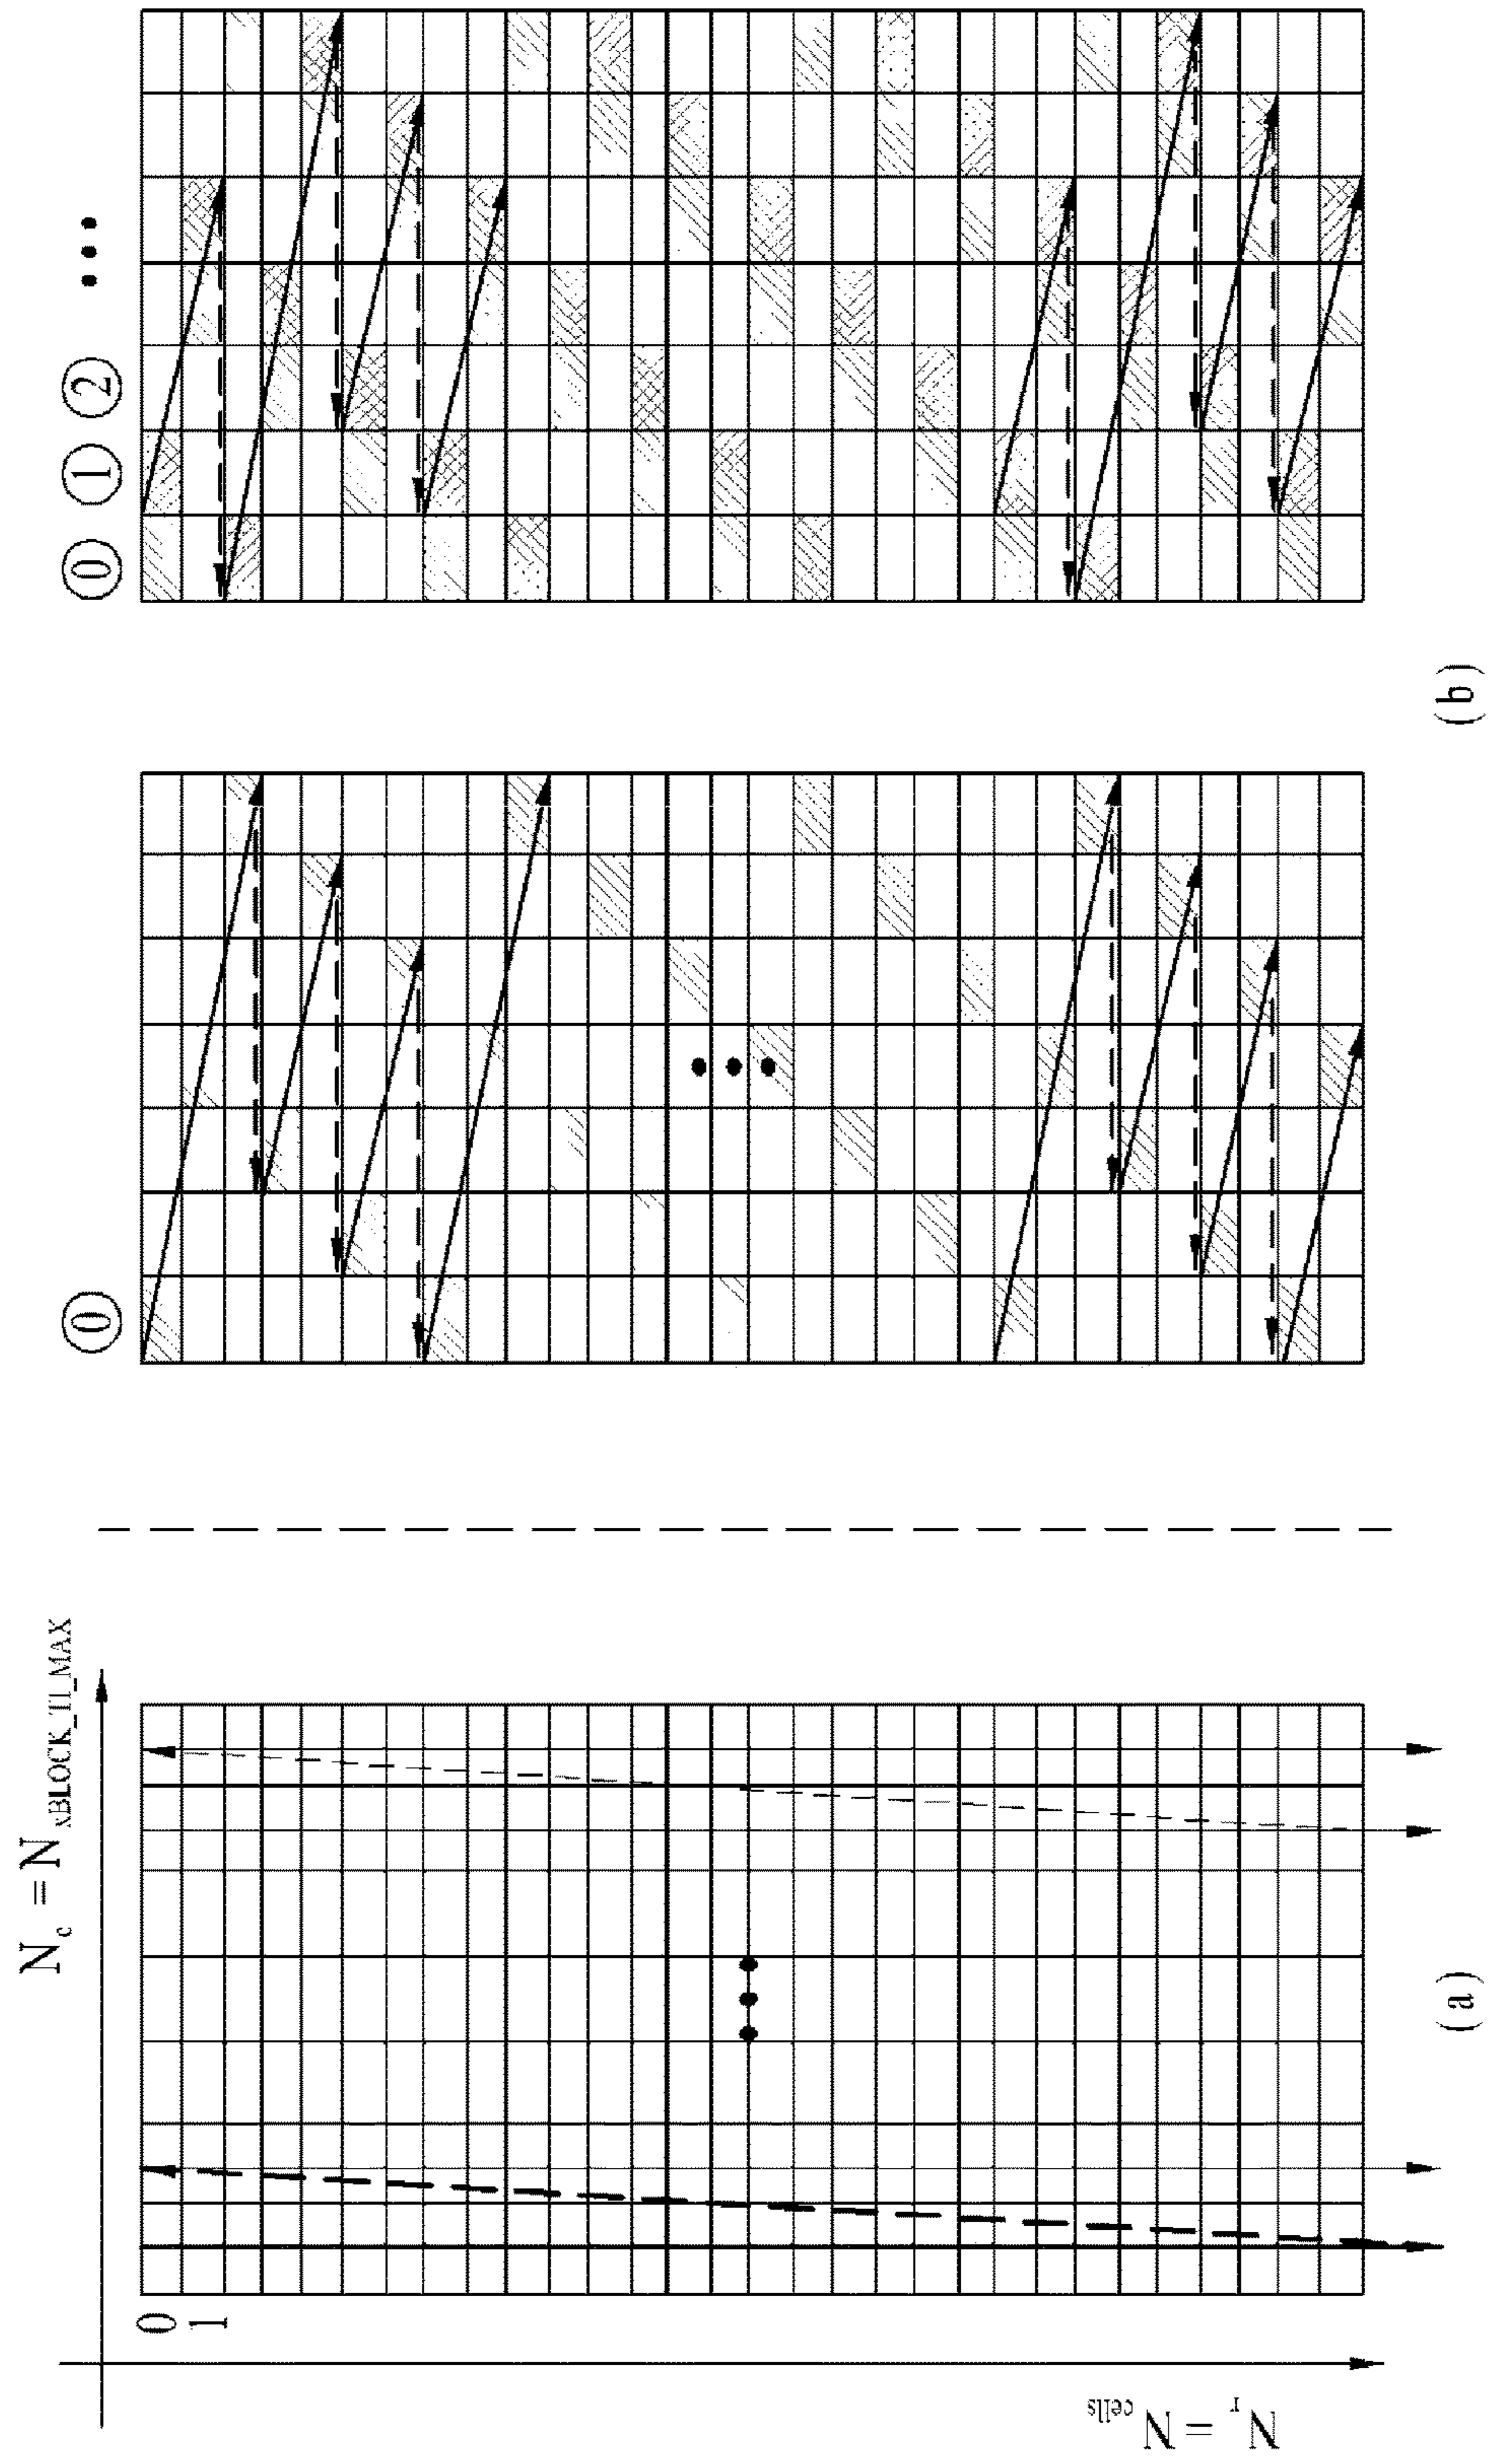 N_c = N_xBLOCK_TI_MAX
0
1
N_r = N_cells
(a)
⓪
⓪ ① ② •••
(b)